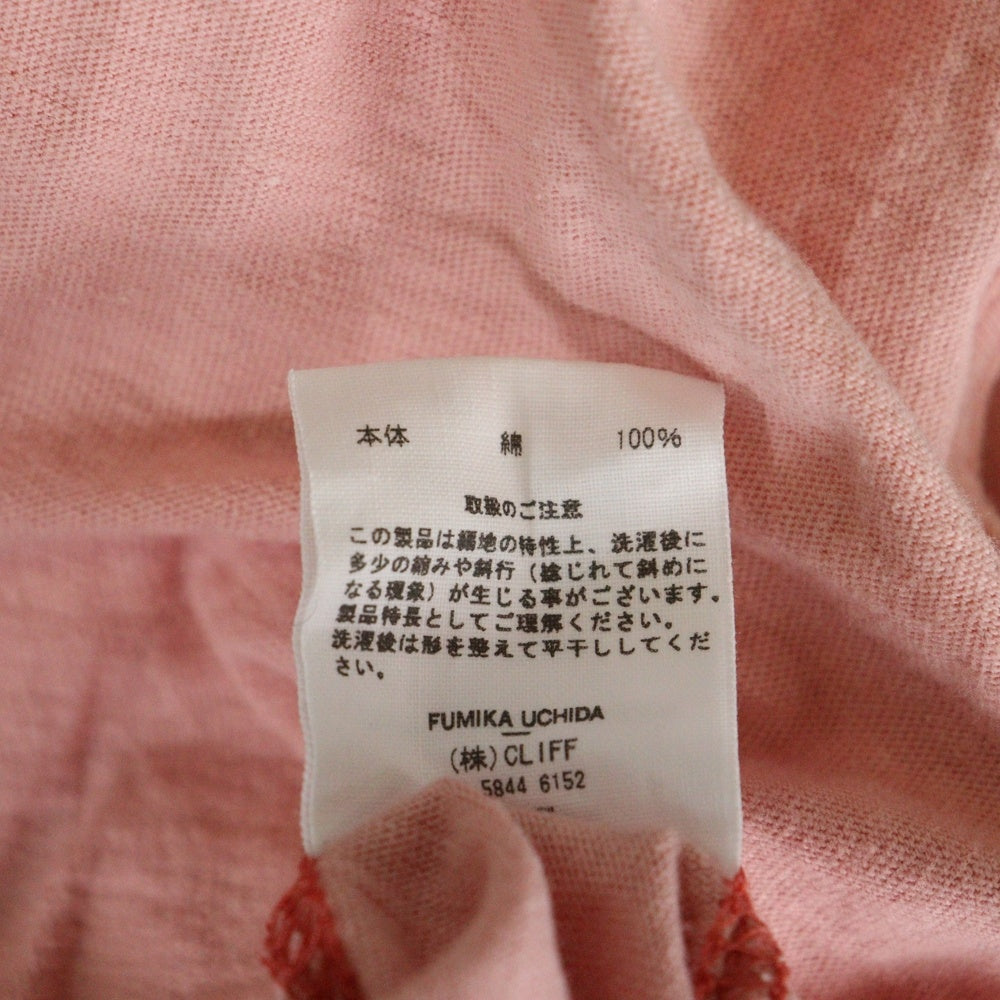 本体 綿 100%
取扱のご注意
この製品は編地の特性上、洗濯後に
多少の縮みや斜行(捻じれて斜めに
なる現象)が生じる事がございます。
製品特長としてご理解ください。
洗濯後は形を整えて平干ししてくだ
さい。
FUMIKA UCHIDA
(株)CLIFF
5844 6152